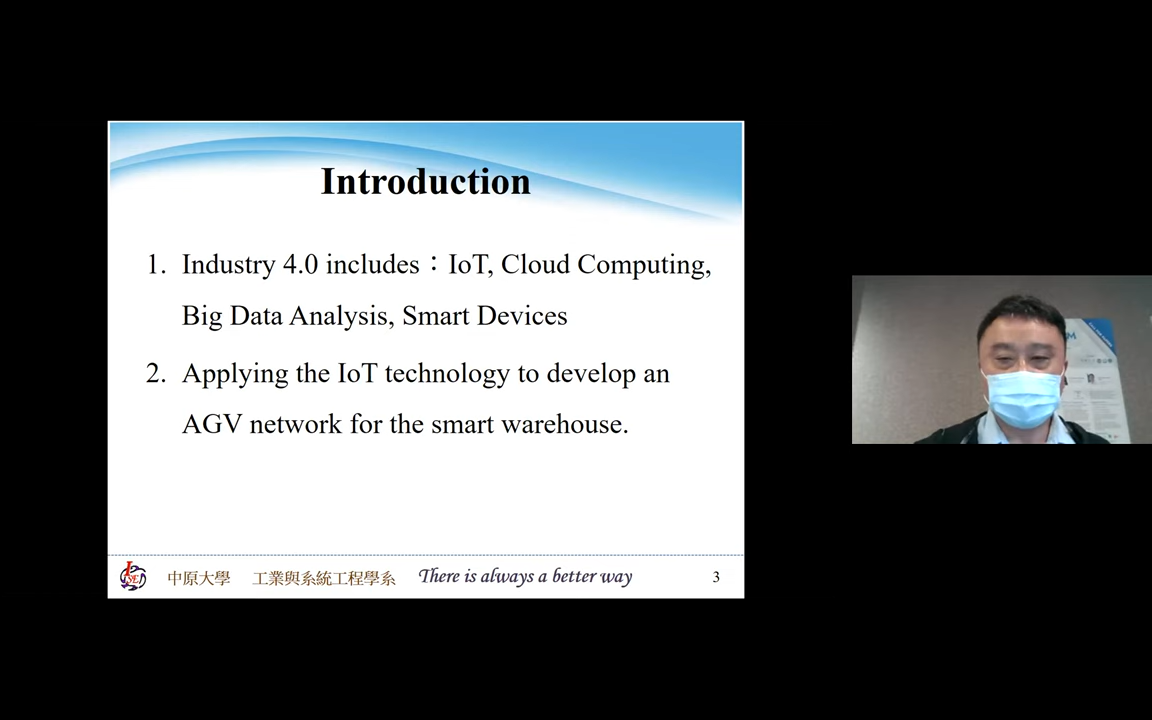 Introduction
1. Industry 4.0 includes：IoT, Cloud Computing,
Big Data Analysis, Smart Devices
2. Applying the IoT technology to develop an
AGV network for the smart warehouse.
中原大學 工業與系統工程學系 There is always a better way 3